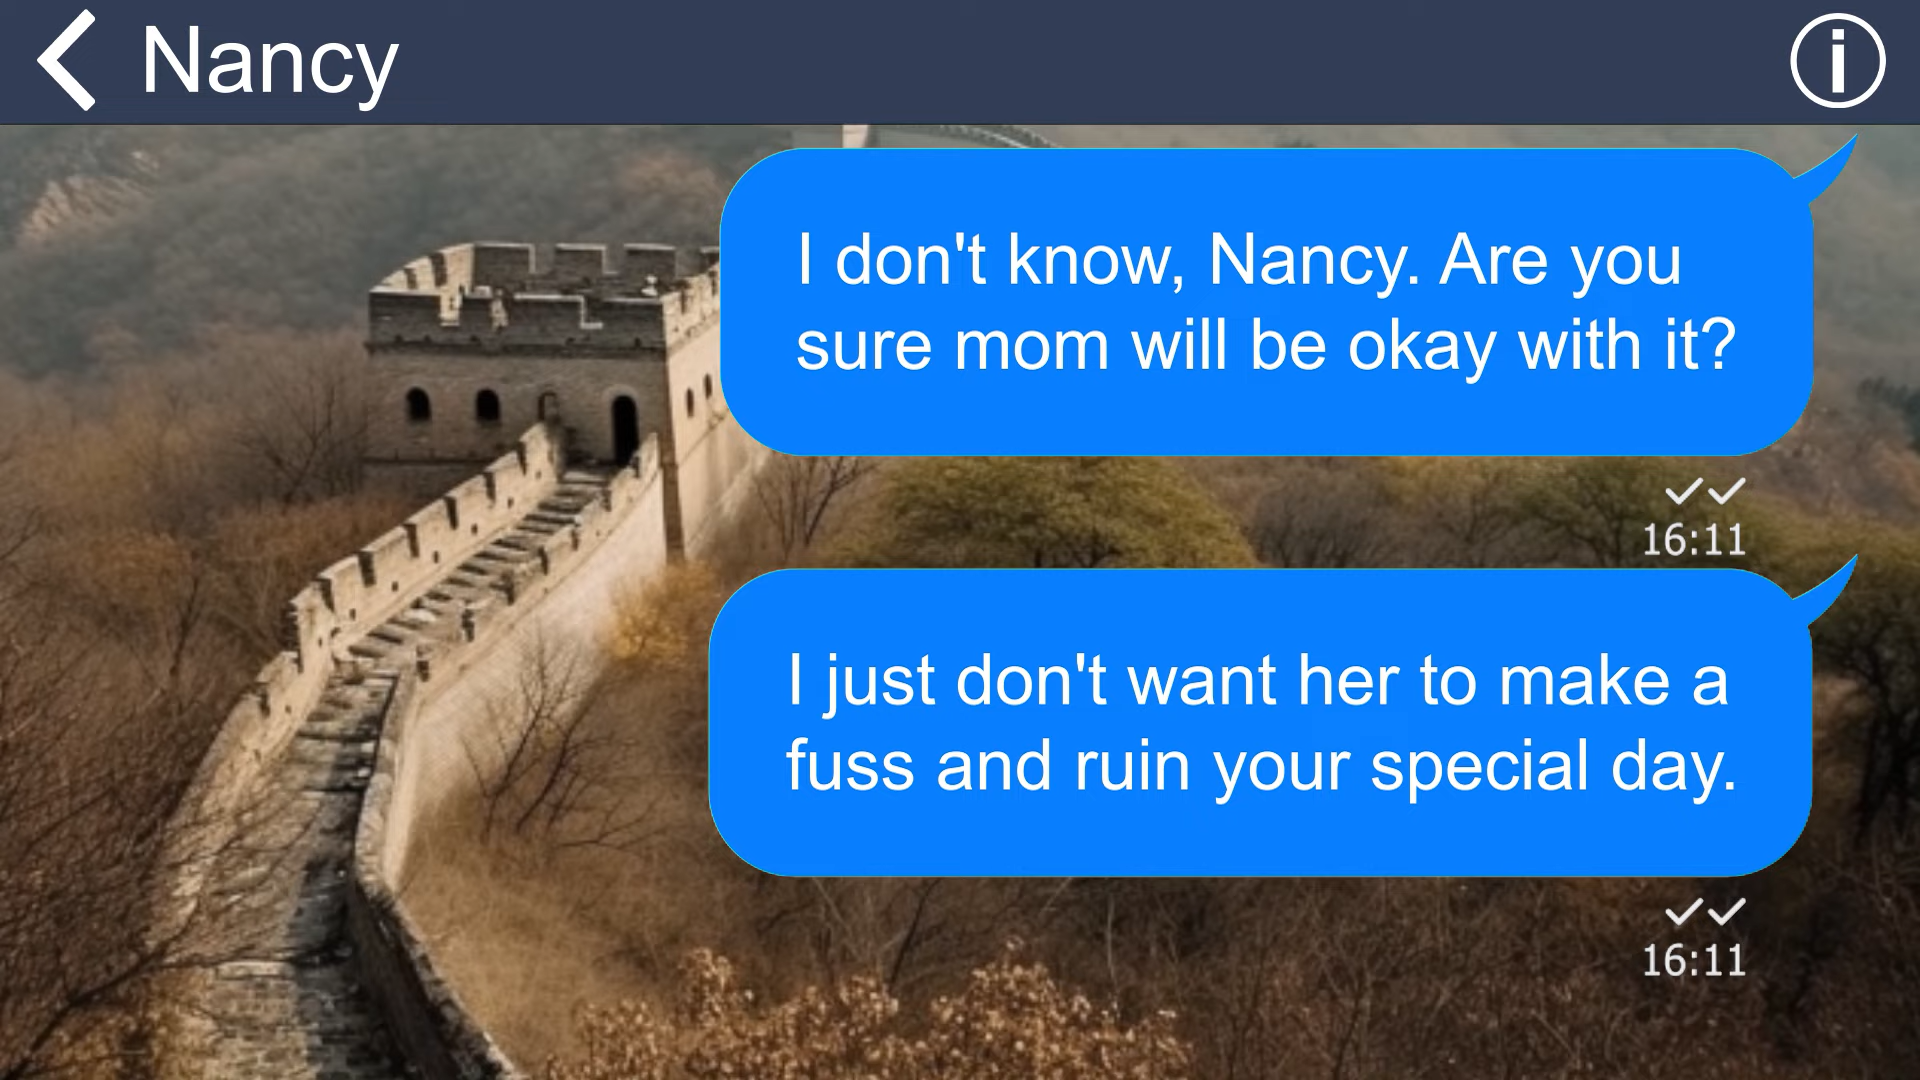 Nancy
I don't know, Nancy. Are you
sure mom will be okay with it?
16:11
I just don't want her to make a
fuss and ruin your special day.
16:11